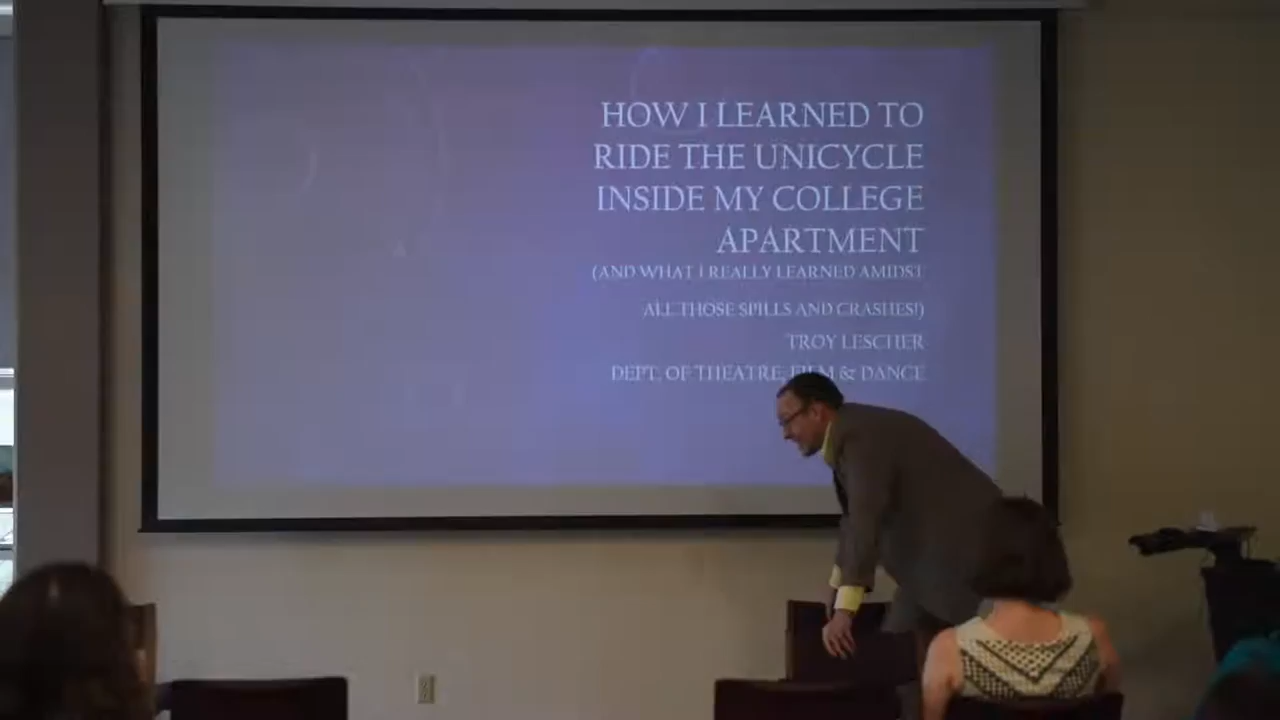 HOW I LEARNED TO
RIDE THE UNICYCLE
INSIDE MY COLLEGE
APARTMENT
(AND WHAT I REALLY LEARNED AMIDST
ALL THOSE SPILLS AND CRASHES!)
TROY LESCHER
DEPT. OF THEATRE, FILM & DANCE